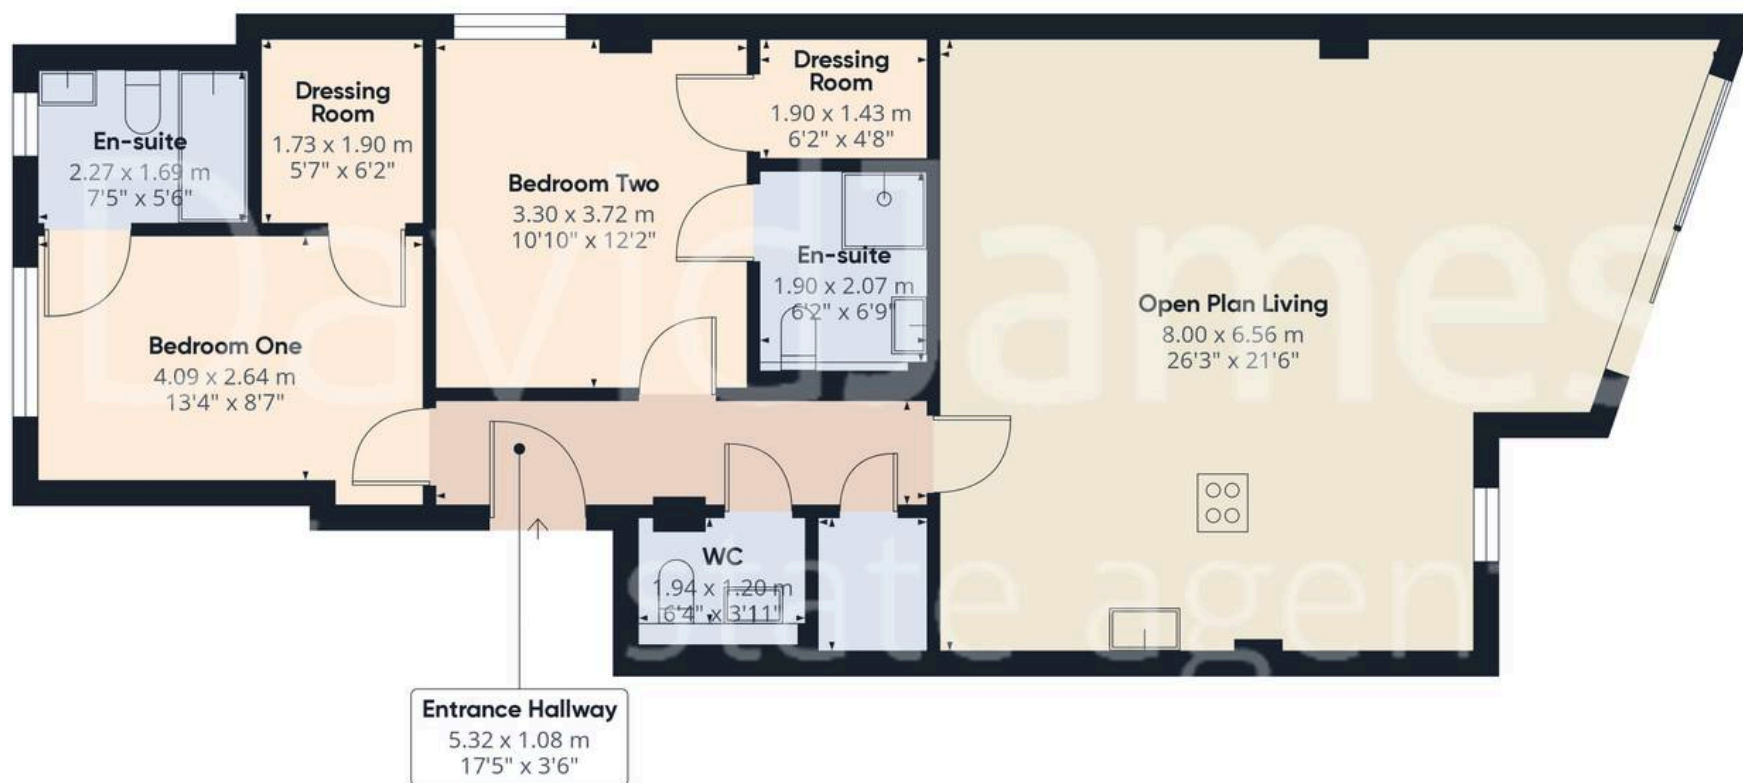 Dressing
Room
1.73 x 1.90 m
5'7" x 6'2"
En-suite
2.27 x 1.69 m
7'5" x 5'6"
Bedroom One
4.09 x 2.64 m
13'4" x 8'7"
Bedroom Two
3.30 x 3.72 m
10'10" x 12'2"
Dressing
Room
1.90 x 1.43 m
6'2" x 4'8"
En-suite
1.90 x 2.07 m
6'2" x 6'9"
Open Plan Living
8.00 x 6.56 m
26'3" x 21'6"
WC
1.94 x 1.20 m
6'4" x 3'11"
Entrance Hallway
5.32 x 1.08 m
17'5" x 3'6"
David James
state agent